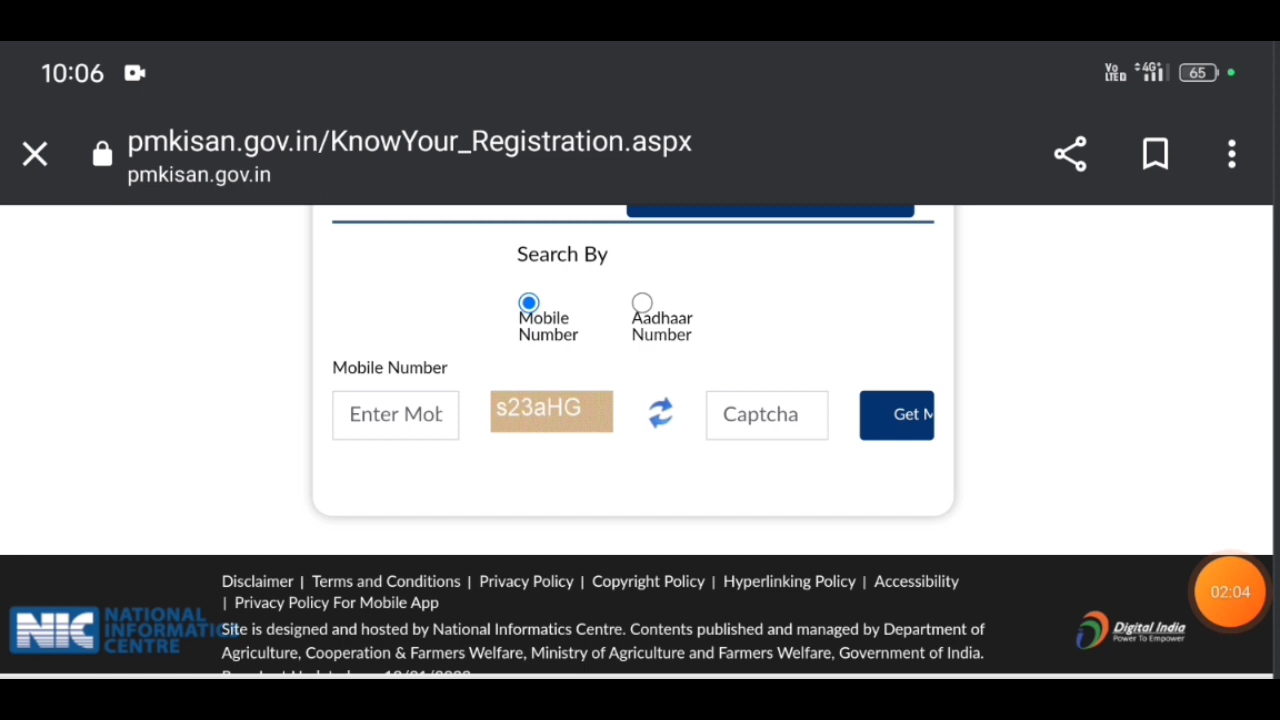 10:06
Vo LTED 4G+ 65
pmkisan.gov.in/KnowYour_Registration.aspx
pmkisan.gov.in
Search By
Mobile Number
Aadhaar Number
Mobile Number
Enter Mob s23aHG Captcha Get M
Disclaimer | Terms and Conditions | Privacy Policy | Copyright Policy | Hyperlinking Policy | Accessibility
| Privacy Policy For Mobile App
02:04
NIC NATIONAL INFORMATICS CENTRE
Site is designed and hosted by National Informatics Centre. Contents published and managed by Department of
Agriculture, Cooperation & Farmers Welfare, Ministry of Agriculture and Farmers Welfare, Government of India.
Digital India
Power To Empower